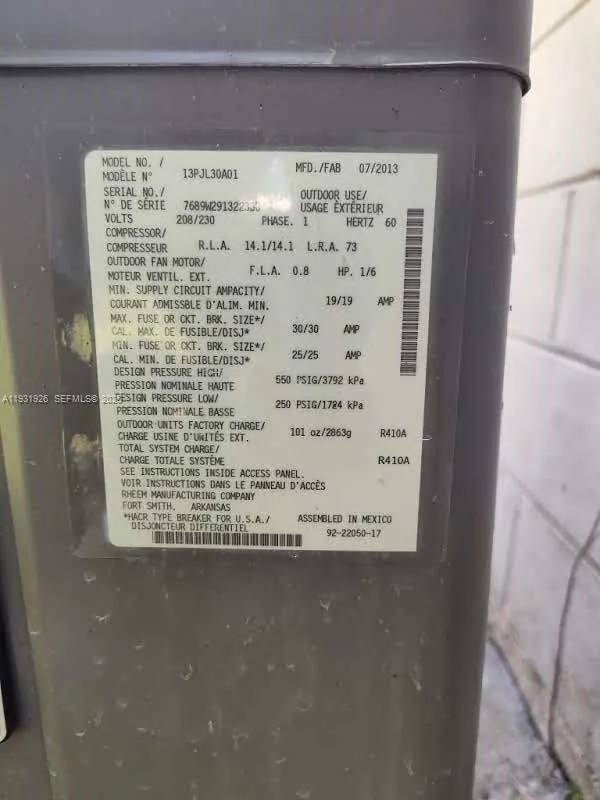 MODEL NO. /
MODÈLE N° 13PJL30A01 MFD./FAB 07/2013
SERIAL NO./ OUTDOOR USE/
N° DE SÉRIE USAGE EXTÉRIEUR
VOLTS 208/230 PHASE. 1 HERTZ 60
COMPRESSOR/
COMPRESSEUR R.L.A. 14.1/14.1 L.R.A. 73
OUTDOOR FAN MOTOR/
MOTEUR VENTIL. EXT. F.L.A. 0.8 HP. 1/6
MIN. SUPPLY CIRCUIT AMPACITY/
COURANT ADMISSBLE D'ALIM. MIN. 19/19 AMP
MAX. FUSE OR CKT. BRK. SIZE*/
CAL. MAX. DE FUSIBLE/DISJ* 30/30 AMP
MIN. FUSE OR CKT. BRK. SIZE*/
CAL. MIN. DE FUSIBLE/DISJ* 25/25 AMP
DESIGN PRESSURE HIGH/
PRESSION NOMINALE HAUTE 550 PSIG/3792 kPa
DESIGN PRESSURE LOW/
PRESSION NOMINALE BASSE 250 PSIG/1724 kPa
OUTDOOR UNITS FACTORY CHARGE/
CHARGE USINE D'UNITÉS EXT. 101 oz/2863g R410A
TOTAL SYSTEM CHARGE/
CHARGE TOTALE SYSTÈME R410A
SEE INSTRUCTIONS INSIDE ACCESS PANEL.
VOIR INSTRUCTIONS DANS LE PANNEAU D'ACCÈS
RHEEM MANUFACTURING COMPANY
FORT SMITH, ARKANSAS
*HACR TYPE BREAKER FOR U.S.A./ ASSEMBLED IN MEXICO
DISJONCTEUR DIFFERENTIEL 92-22050-17
A11931926 SEFMLS®